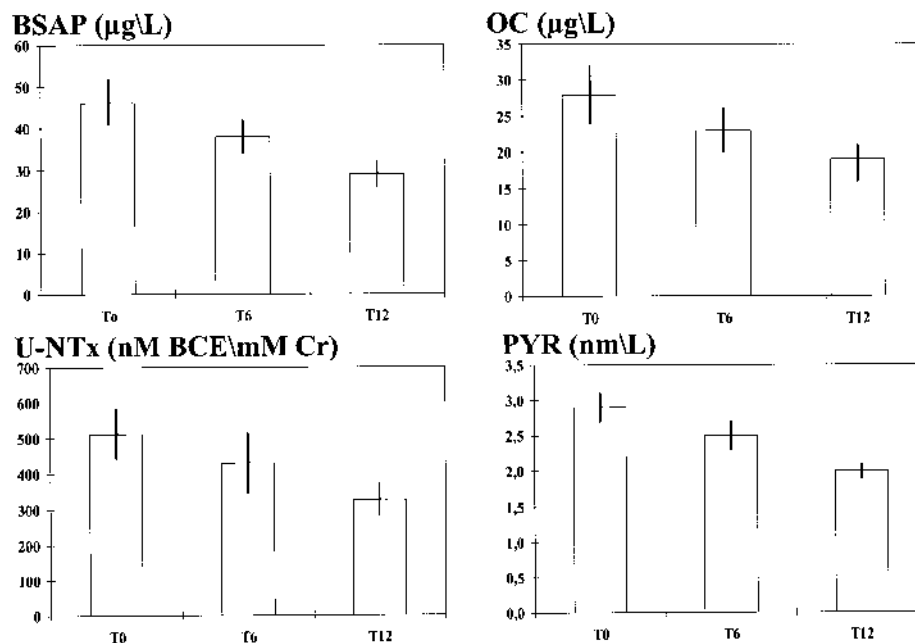 BSAP (µg\L)
60
50
40
30
20
10
0
T0
T6
T12
OC (µg\L)
35
30
25
20
15
10
5
0
T0
T6
T12
U-NTx (nM BCE\mM Cr)
700
600
500
400
300
200
100
0
T0
T6
T12
PYR (nm\L)
3,5
3,0
2,5
2,0
1,5
1,0
0,5
0,0
T0
T6
T12